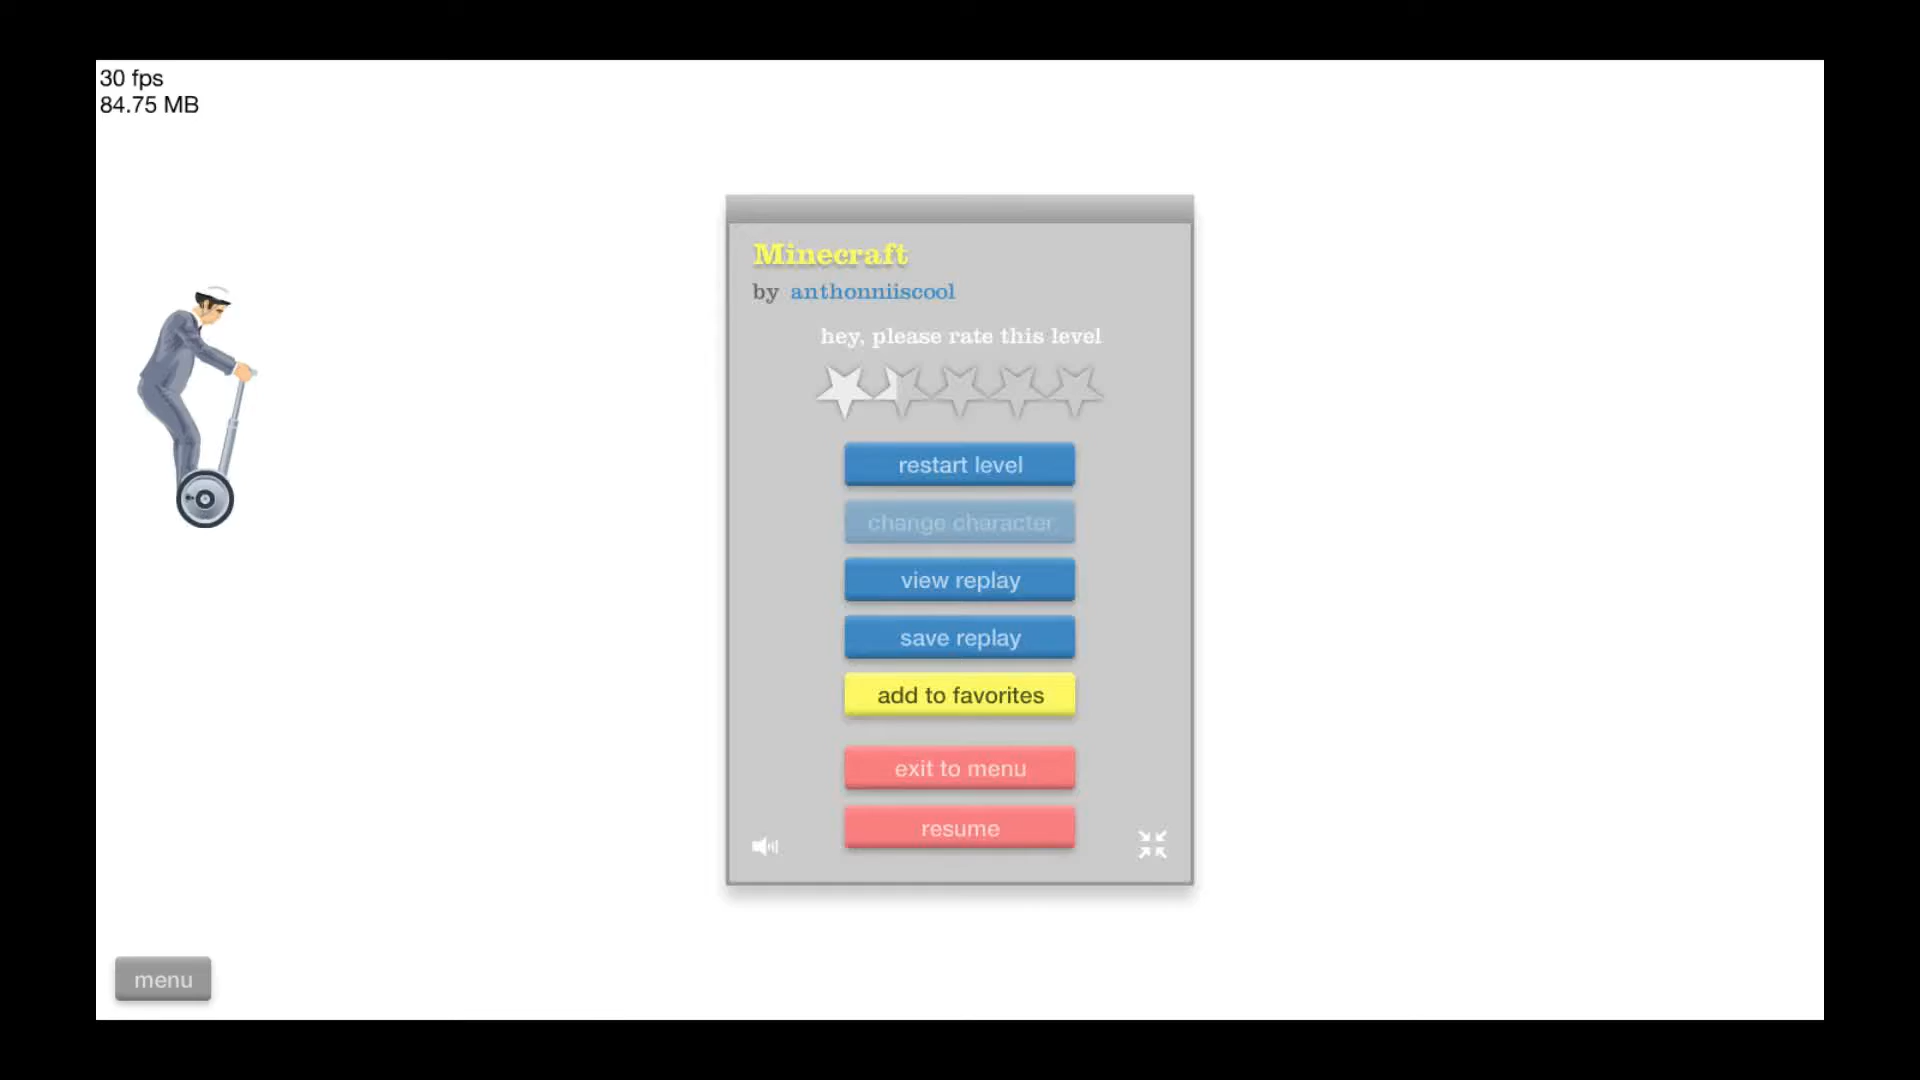 30 fps
84.75 MB
Minecraft
by anthonniiscool
hey, please rate this level
restart level
change character
view replay
save replay
add to favorites
exit to menu
resume
menu